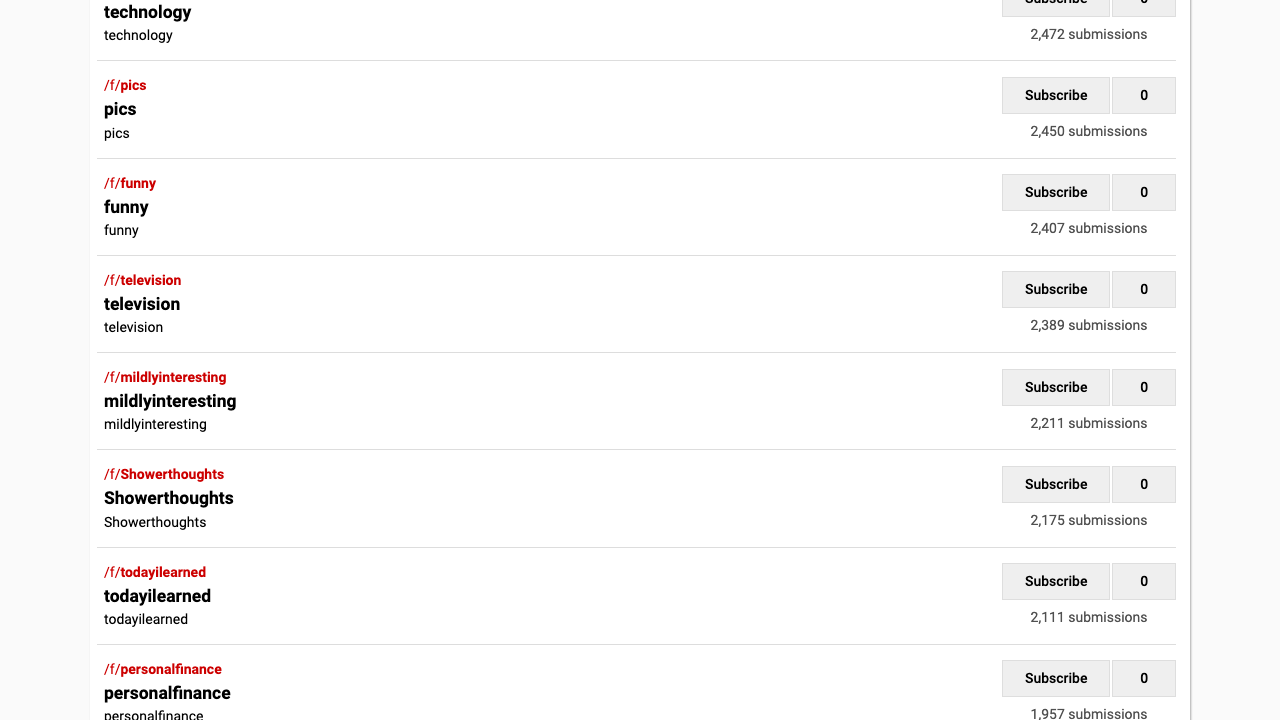 technology
Subscribe 0
technology
2,472 submissions
/f/pics
Subscribe 0
pics
pics
2,450 submissions
/f/funny
Subscribe 0
funny
funny
2,407 submissions
/f/television
Subscribe 0
television
television
2,389 submissions
/f/mildlyinteresting
Subscribe 0
mildlyinteresting
mildlyinteresting
2,211 submissions
/f/Showerthoughts
Subscribe 0
Showerthoughts
Showerthoughts
2,175 submissions
/f/todayilearned
Subscribe 0
todayilearned
todayilearned
2,111 submissions
/f/personalfinance
Subscribe 0
personalfinance
personalfinance
1,957 submissions